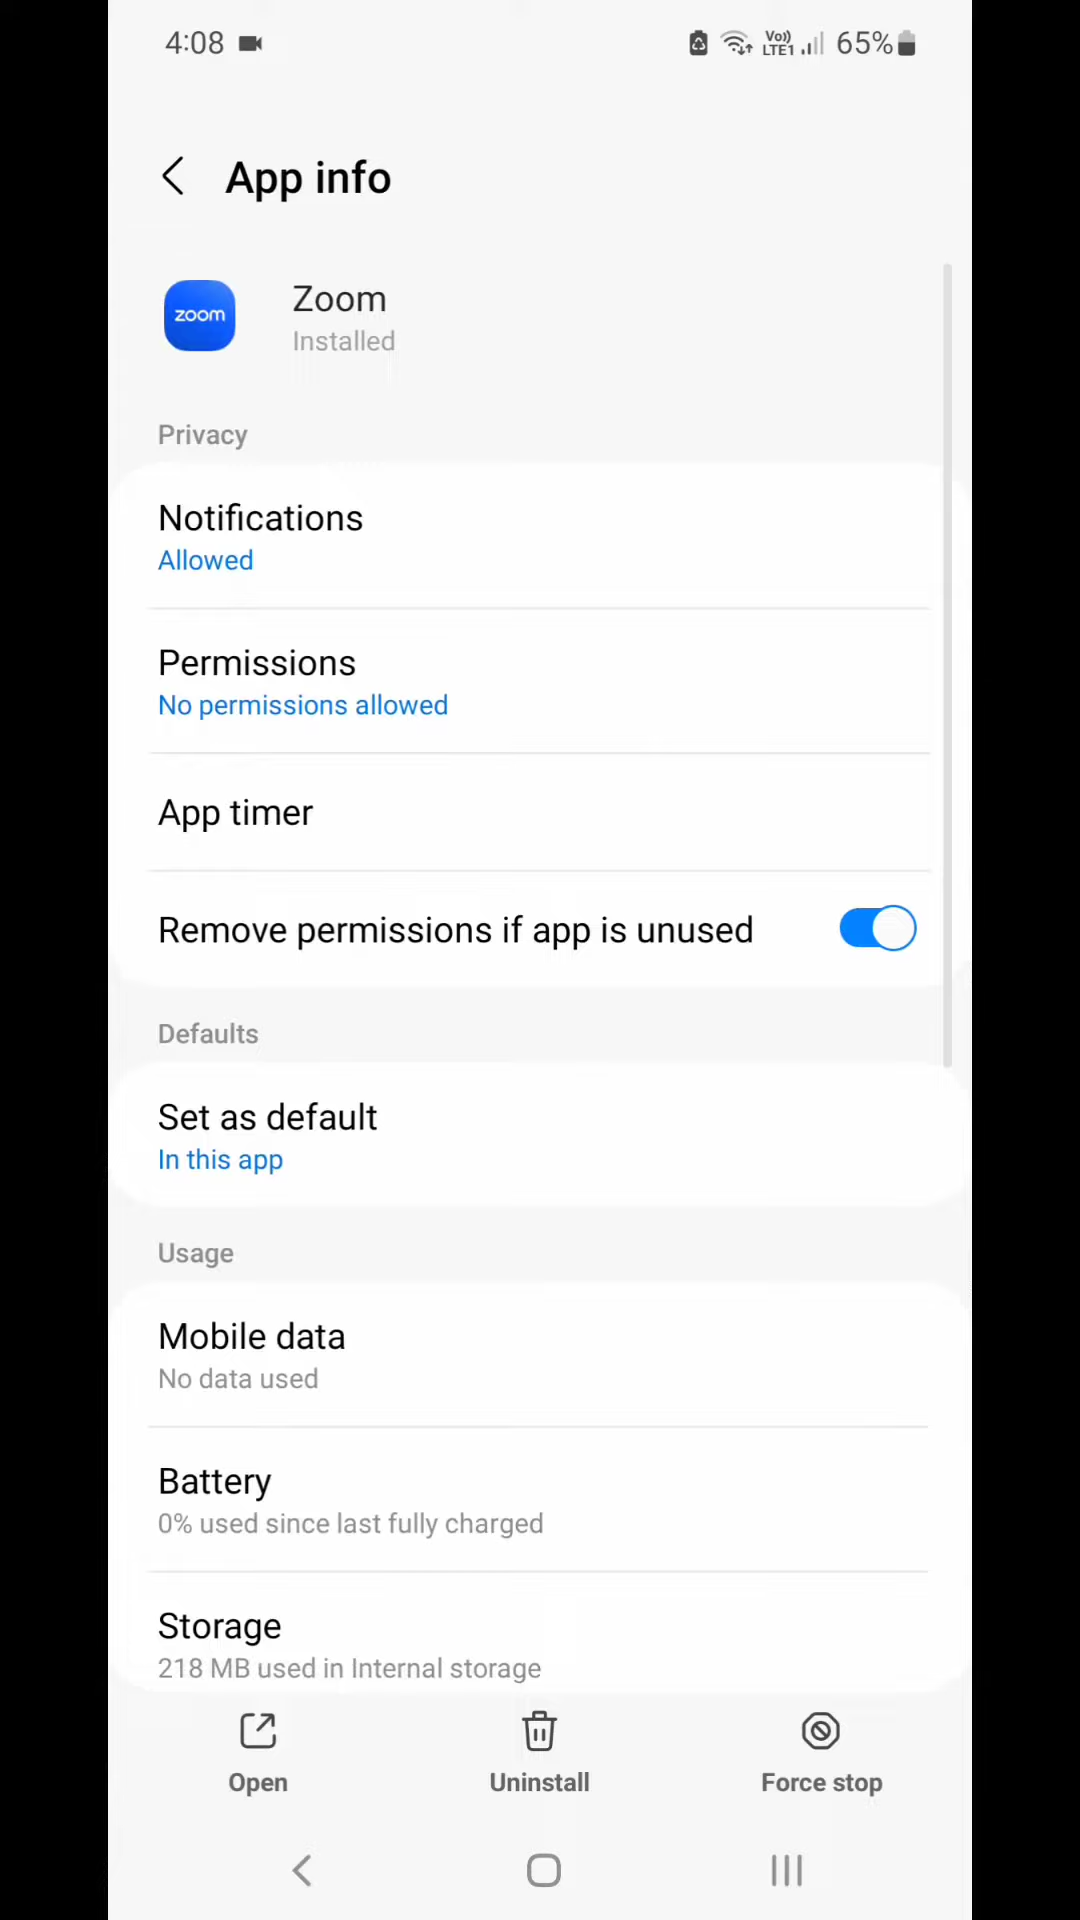 4:08 Vo)) LTE1 65%
App info
zoom
Zoom
Installed
Privacy
Notifications
Allowed
Permissions
No permissions allowed
App timer
Remove permissions if app is unused
Defaults
Set as default
In this app
Usage
Mobile data
No data used
Battery
0% used since last fully charged
Storage
218 MB used in Internal storage
Open Uninstall Force stop